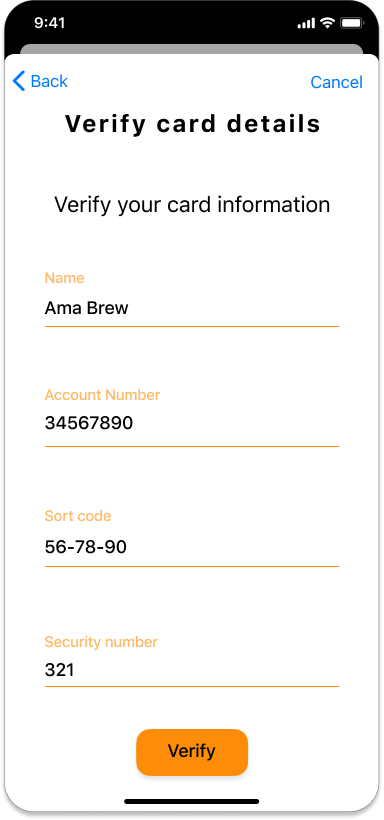 9:41
Back Cancel
Verify card details
Verify your card information
Name
Ama Brew
Account Number
34567890
Sort code
56-78-90
Security number
321
Verify